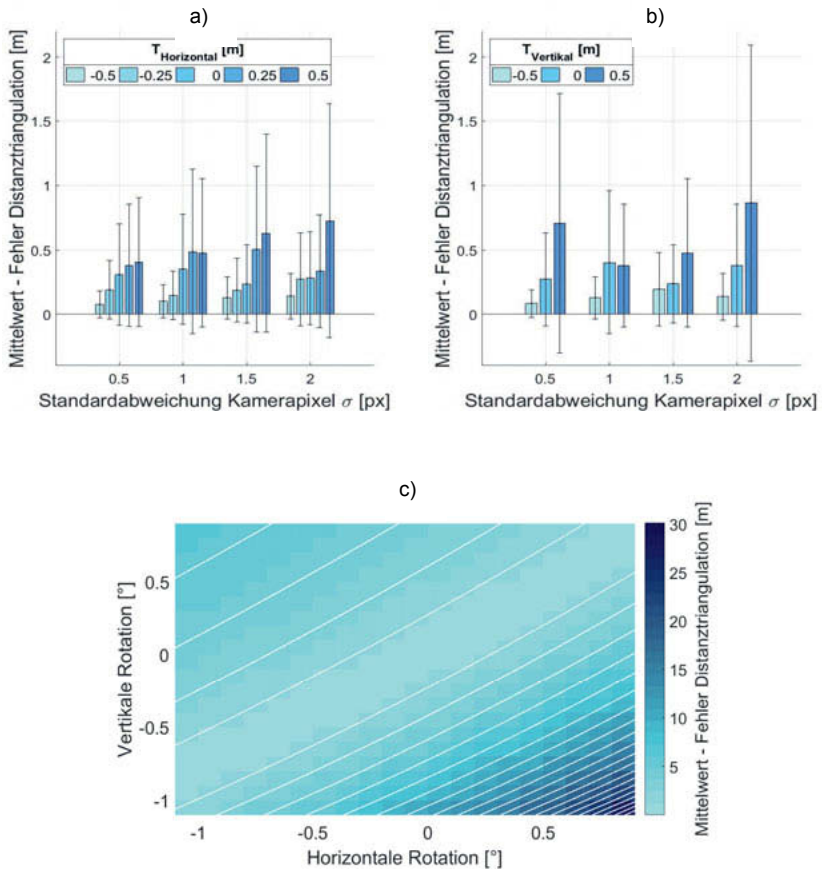 a)
T_Horizontal [m]
-0.5 -0.25 0 0.25 0.5
Mittelwert - Fehler Distanztriangulation [m]
2
1.5
1
0.5
0
0.5 1 1.5 2
Standardabweichung Kamerapixel σ [px]
b)
T_Vertikal [m]
-0.5 0 0.5
Mittelwert - Fehler Distanztriangulation [m]
2
1.5
1
0.5
0
0.5 1 1.5 2
Standardabweichung Kamerapixel σ [px]
c)
Vertikale Rotation [°]
0.5
0
-0.5
-1
-1 -0.5 0 0.5
Horizontale Rotation [°]
30
25
20
15
10
5
Mittelwert - Fehler Distanztriangulation [m]